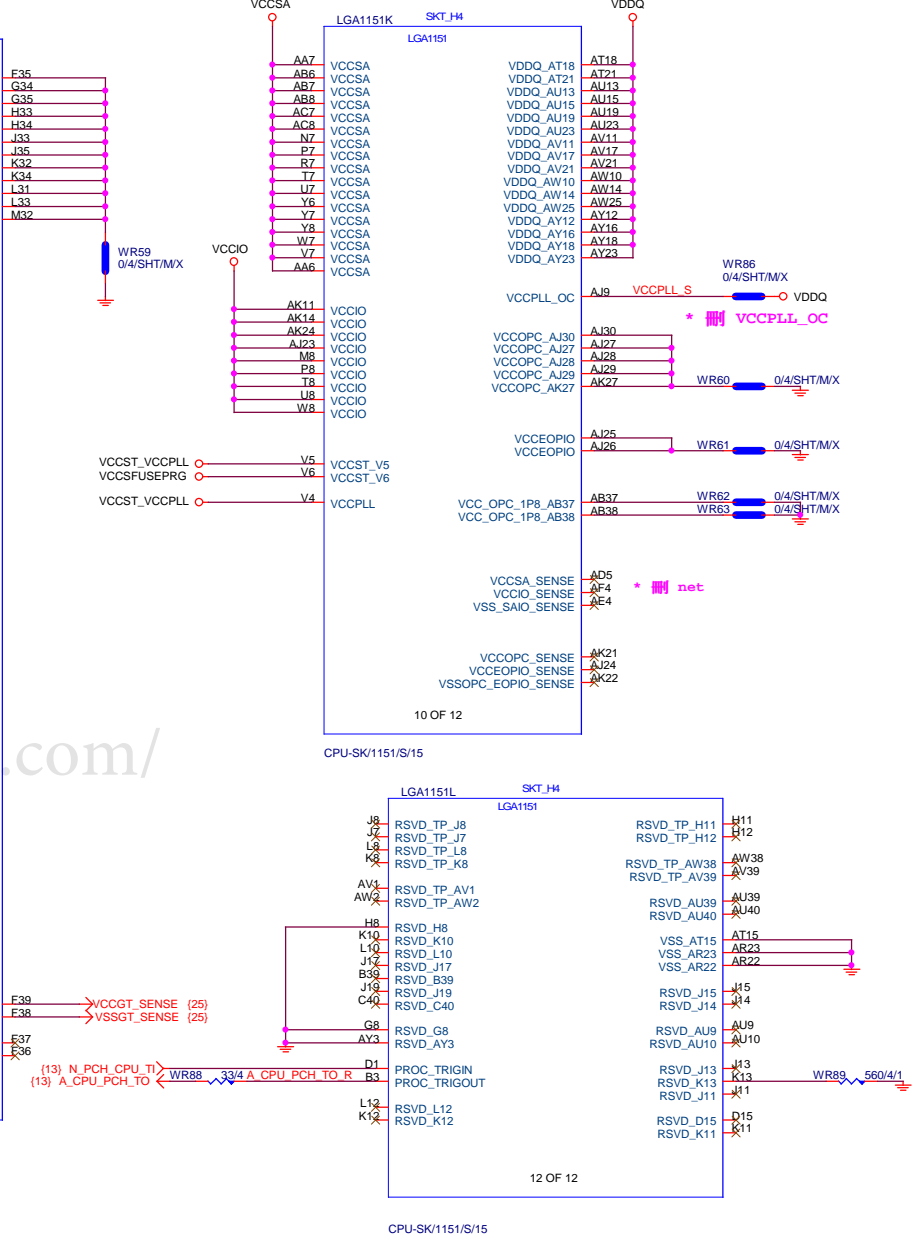 VCCSA
VDDQ
LGA1151K
SKT_H4
LGA1151
F35
G34
G35
H33
H34
J33
J35
K32
K34
L31
L33
M32
WR59
0/4/SHT/M/X
AA7 VCCSA
AB6 VCCSA
AB7 VCCSA
AB8 VCCSA
AC7 VCCSA
AC8 VCCSA
N7 VCCSA
P7 VCCSA
R7 VCCSA
T7 VCCSA
U7 VCCSA
Y6 VCCSA
Y7 VCCSA
Y8 VCCSA
W7 VCCSA
V7 VCCSA
AA6 VCCSA
VCCIO
AK11 VCCIO
AK14 VCCIO
AK24 VCCIO
AJ23 VCCIO
M8 VCCIO
P8 VCCIO
T8 VCCIO
U8 VCCIO
W8 VCCIO
VCCST_VCCPLL V5 VCCST_V5
VCCSFUSEPRG V6 VCCST_V6
VCCST_VCCPLL V4 VCCPLL
VDDQ_AT18 AT18
VDDQ_AT21 AT21
VDDQ_AU13 AU13
VDDQ_AU15 AU15
VDDQ_AU19 AU19
VDDQ_AU23 AU23
VDDQ_AV11 AV11
VDDQ_AV17 AV17
VDDQ_AV21 AV21
VDDQ_AW10 AW10
VDDQ_AW14 AW14
VDDQ_AW25 AW25
VDDQ_AY12 AY12
VDDQ_AY16 AY16
VDDQ_AY18 AY18
VDDQ_AY23 AY23
WR86
0/4/SHT/M/X
VCCPLL_OC AJ9 VCCPLL_S VDDQ
* 刪 VCCPLL_OC
VCCOPC_AJ30 AJ30
VCCOPC_AJ27 AJ27
VCCOPC_AJ28 AJ28
VCCOPC_AJ29 AJ29
VCCOPC_AK27 AK27 WR60 0/4/SHT/M/X
VCCEOPIO AJ25
VCCEOPIO AJ26 WR61 0/4/SHT/M/X
VCC_OPC_1P8_AB37 AB37 WR62 0/4/SHT/M/X
VCC_OPC_1P8_AB38 AB38 WR63 0/4/SHT/M/X
VCCSA_SENSE AD5
VCCIO_SENSE AF4
VSS_SAIO_SENSE AE4
* 刪 net
VCCOPC_SENSE AK21
VCCEOPIO_SENSE AJ24
VSSOPC_EOPIO_SENSE AK22
10 OF 12
CPU-SK/1151/S/15
.com/
LGA1151L
SKT_H4
LGA1151
J8 RSVD_TP_J8
J7 RSVD_TP_J7
L8 RSVD_TP_L8
K8 RSVD_TP_K8
AV1 RSVD_TP_AV1
AW2 RSVD_TP_AW2
H8 RSVD_H8
K10 RSVD_K10
L10 RSVD_L10
J17 RSVD_J17
B39 RSVD_B39
J19 RSVD_J19
C40 RSVD_C40
G8 RSVD_G8
AY3 RSVD_AY3
F39 VCCGT_SENSE {25}
F38 VSSGT_SENSE {25}
F37
F36
{13} N_PCH_CPU_TI D1 PROC_TRIGIN
{13} A_CPU_PCH_TO WR88 33/4 A_CPU_PCH_TO_R B3 PROC_TRIGOUT
L12 RSVD_L12
K12 RSVD_K12
RSVD_TP_H11 H11
RSVD_TP_H12 H12
RSVD_TP_AW38 AW38
RSVD_TP_AV39 AV39
RSVD_AU39 AU39
RSVD_AU40 AU40
VSS_AT15 AT15
VSS_AR23 AR23
VSS_AR22 AR22
RSVD_J15 J15
RSVD_J14 J14
RSVD_AU9 AU9
RSVD_AU10 AU10
RSVD_J13 J13
RSVD_K13 K13 WR89 560/4/1
RSVD_J11 J11
RSVD_D15 D15
RSVD_K11 K11
12 OF 12
CPU-SK/1151/S/15